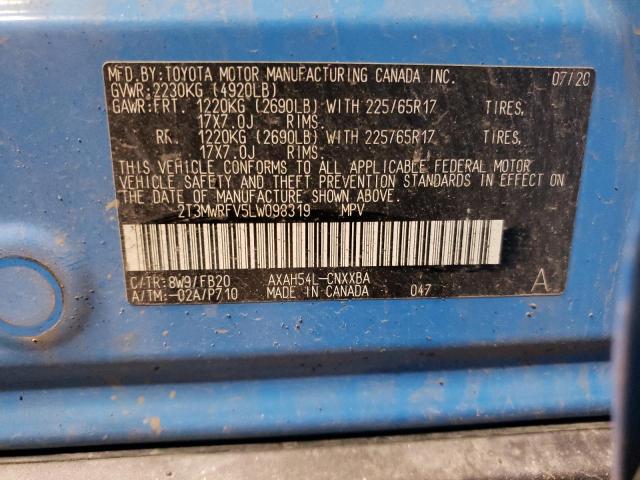 MFD.BY:TOYOTA MOTOR MANUFACTURING CANADA INC. 07/20
GVWR:2230KG (4920LB)
GAWR:FRT. 1220KG (2690LB) WITH 225/65R17 TIRES,
17X7.0J RIMS.
RR. 1220KG (2690LB) WITH 225/65R17 TIRES,
17X7.0J RIMS.
THIS VEHICLE CONFORMS TO ALL APPLICABLE FEDERAL MOTOR
VEHICLE SAFETY AND THEFT PREVENTION STANDARDS IN EFFECT ON
THE DATE OF MANUFACTURE SHOWN ABOVE.
2T3MWRFV5LW098319 MPV
C/TR:8W9/FB20 AXAH54L-CNXXBA A
A/TM:-02A/P710 MADE IN CANADA 047